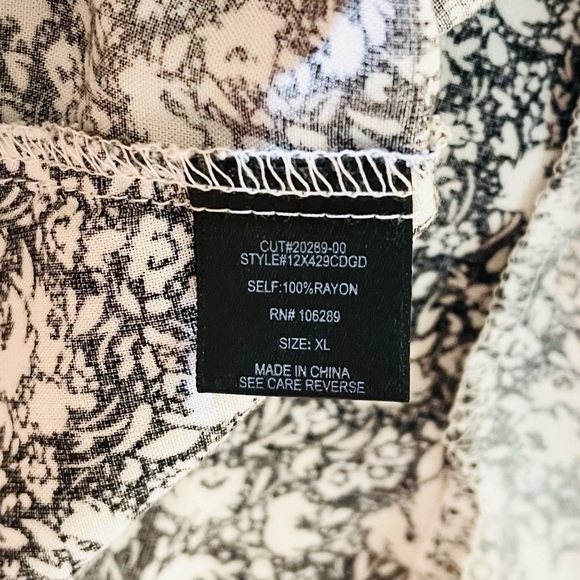 CUT#20289-00
STYLE#12X429CDGD
SELF:100%RAYON
RN# 106289
SIZE: XL
MADE IN CHINA
SEE CARE REVERSE